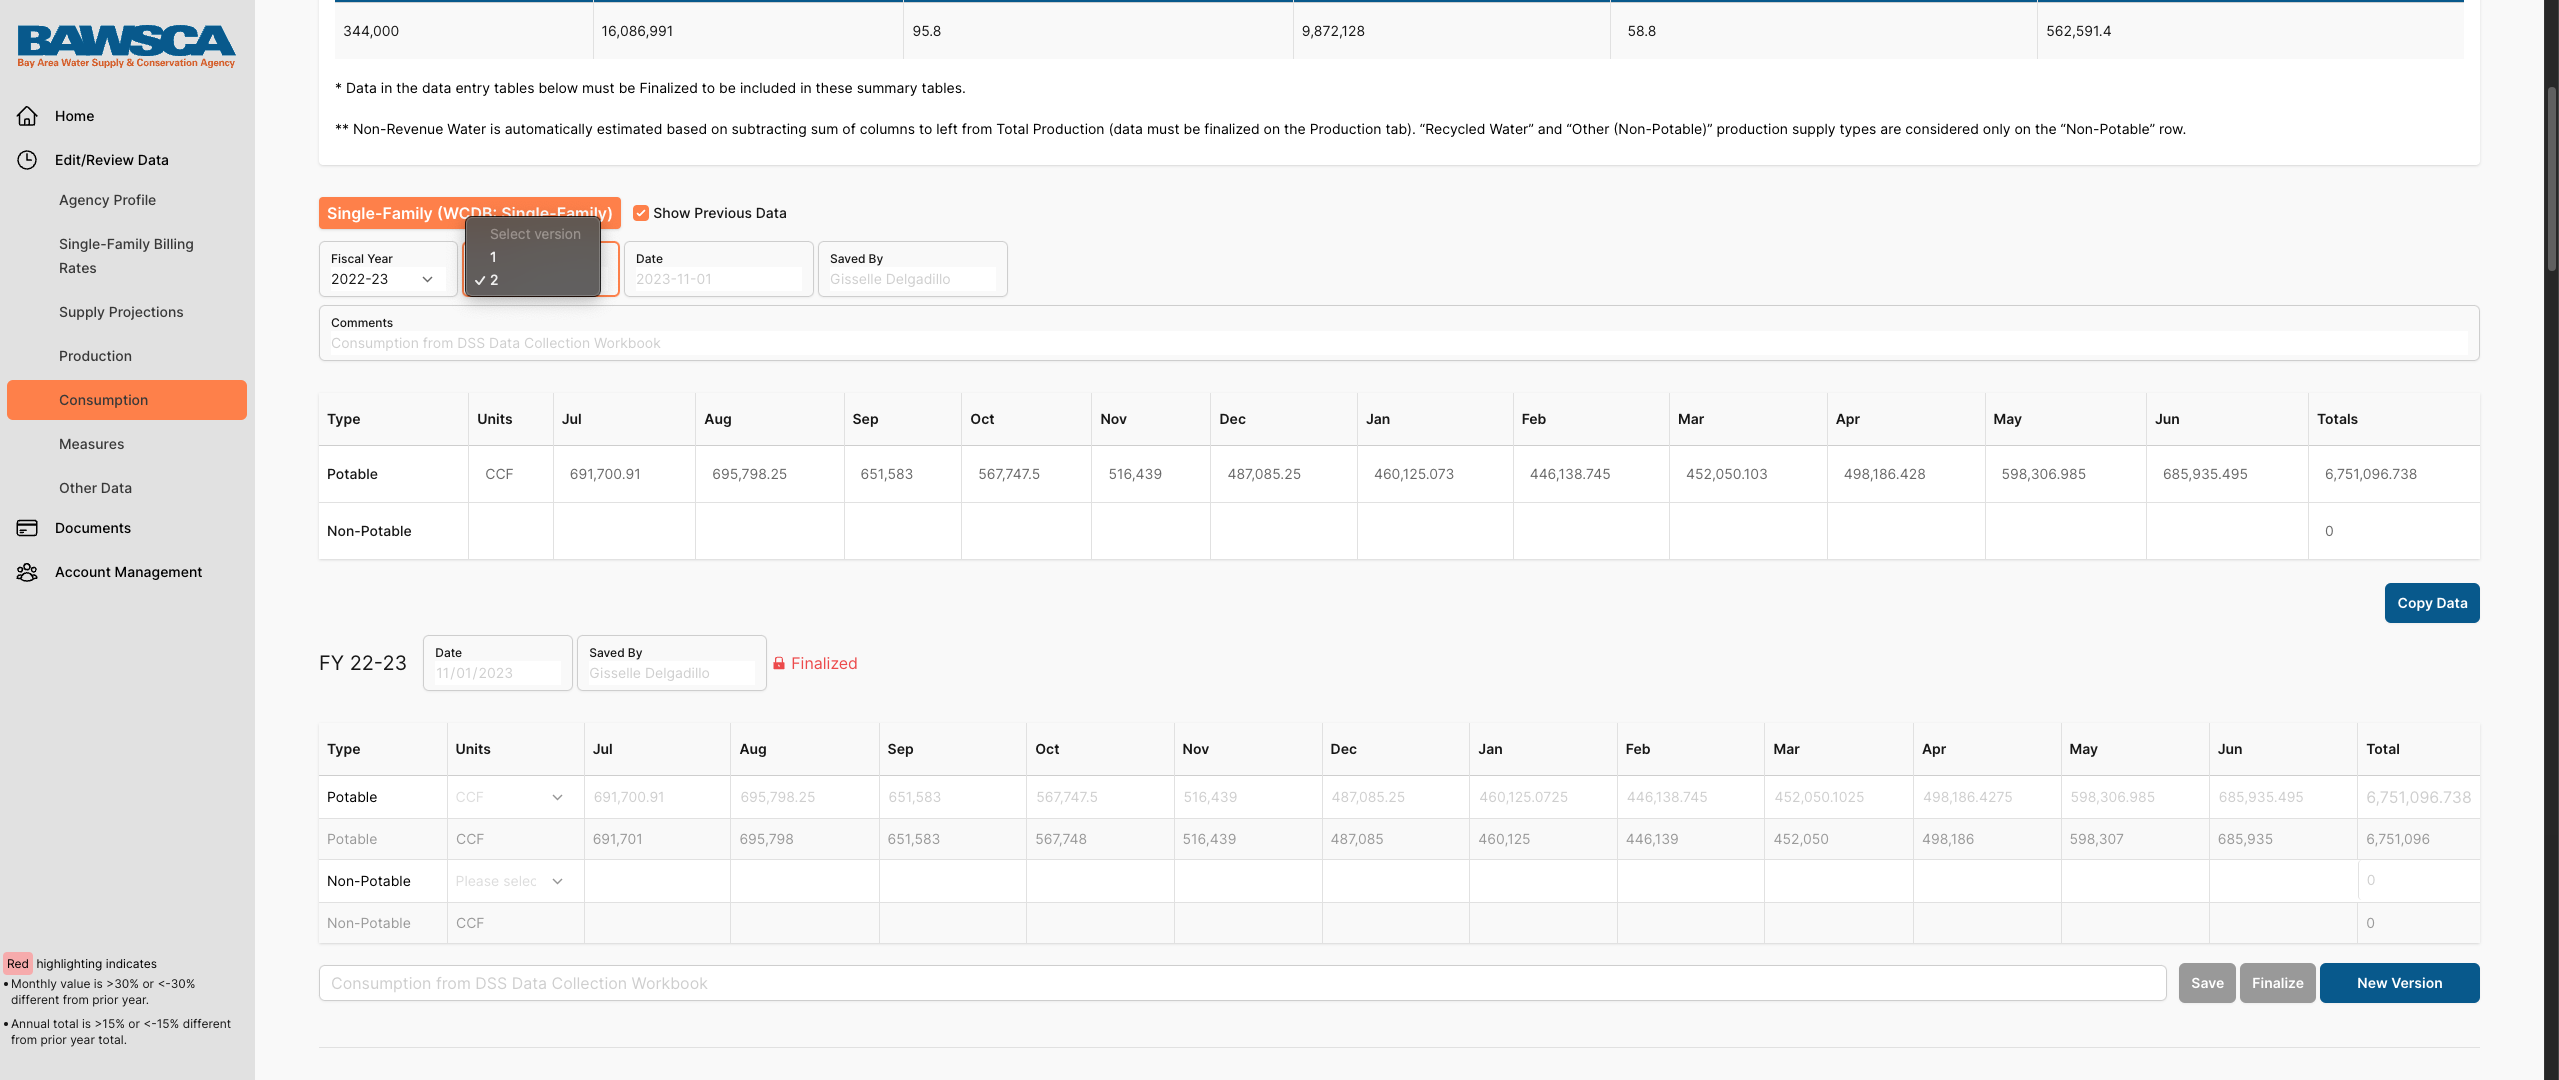 BAWSCA
Bay Area Water Supply & Conservation Agency
Home
Edit/Review Data
Agency Profile
Single-Family Billing
Rates
Supply Projections
Production
Consumption
Measures
Other Data
Documents
Account Management
Red highlighting indicates
• Monthly value is >30% or <-30%
different from prior year.
• Annual total is >15% or <-15% different
from prior year total.
344,000 16,086,991 95.8 9,872,128 58.8 562,591.4
* Data in the data entry tables below must be Finalized to be included in these summary tables.
** Non-Revenue Water is automatically estimated based on subtracting sum of columns to left from Total Production (data must be finalized on the Production tab). “Recycled Water” and “Other (Non-Potable)” production supply types are considered only on the “Non-Potable” row.
Single-Family (WCDB: Single-Family) Show Previous Data
Select version
1
2
Fiscal Year Date Saved By
2022-23 2023-11-01 Gisselle Delgadillo
Comments
Consumption from DSS Data Collection Workbook
Type Units Jul Aug Sep Oct Nov Dec Jan Feb Mar Apr May Jun Totals
Potable CCF 691,700.91 695,798.25 651,583 567,747.5 516,439 487,085.25 460,125.073 446,138.745 452,050.103 498,186.428 598,306.985 685,935.495 6,751,096.738
Non-Potable 0
Copy Data
FY 22-23 Date Saved By Finalized
11/01/2023 Gisselle Delgadillo
Type Units Jul Aug Sep Oct Nov Dec Jan Feb Mar Apr May Jun Total
Potable CCF 691,700.91 695,798.25 651,583 567,747.5 516,439 487,085.25 460,125.0725 446,138.745 452,050.1025 498,186.4275 598,306.985 685,935.495 6,751,096.738
Potable CCF 691,701 695,798 651,583 567,748 516,439 487,085 460,125 446,139 452,050 498,186 598,307 685,935 6,751,096
Non-Potable Please selec 0
Non-Potable CCF 0
Consumption from DSS Data Collection Workbook Save Finalize New Version